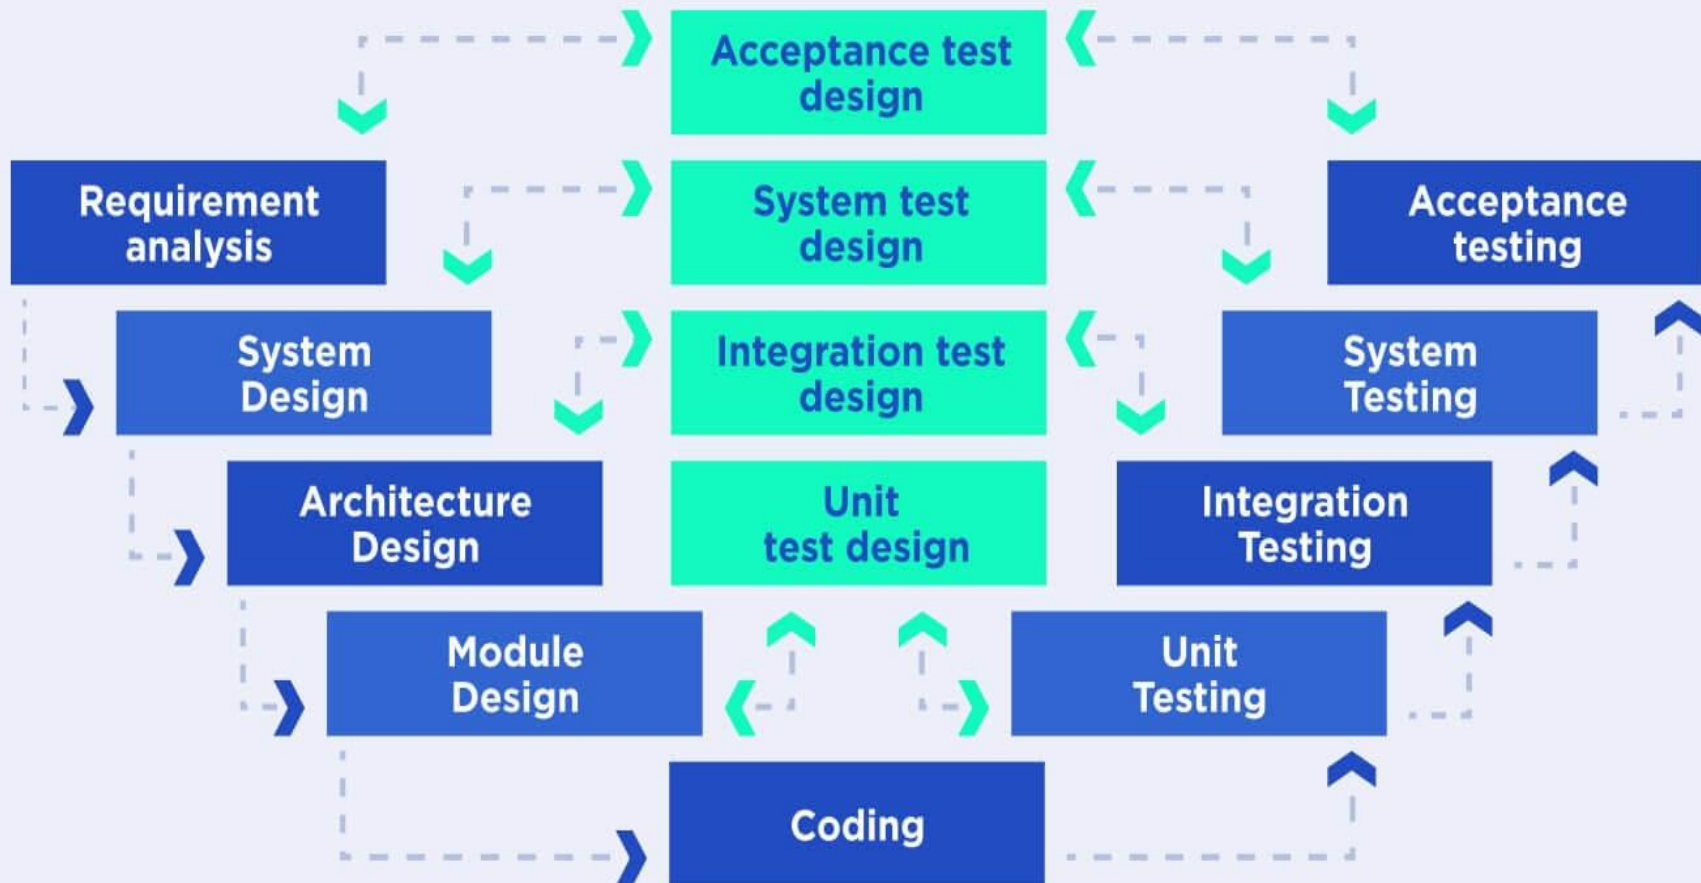 Acceptance test
design
Requirement
analysis
System test
design
Acceptance
testing
System
Design
Integration test
design
System
Testing
Architecture
Design
Unit
test design
Integration
Testing
Module
Design
Unit
Testing
Coding